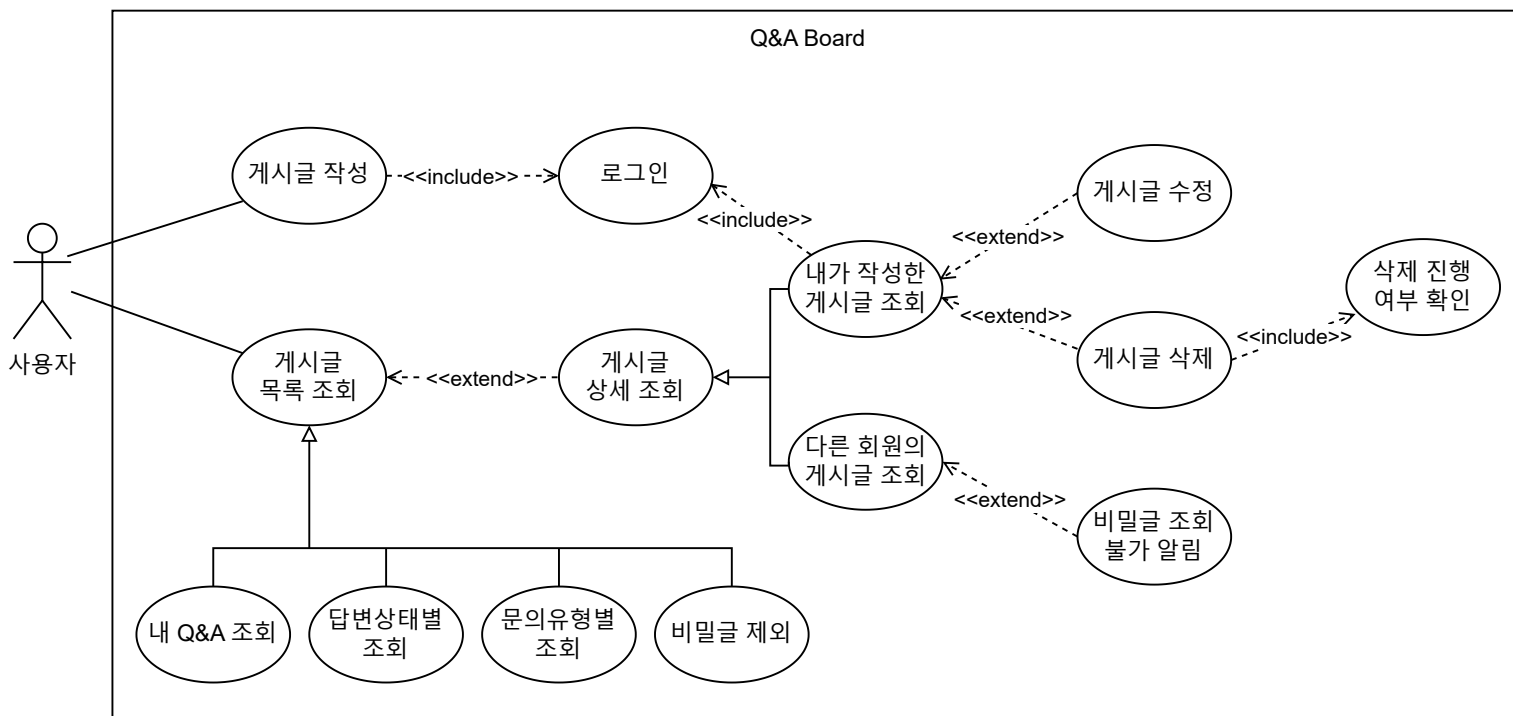 Q&A Board
게시글 작성
<<include>>
로그인
<<include>>
게시글 수정
<<extend>>
내가 작성한
게시글 조회
삭제 진행
여부 확인
<<extend>>
<<include>>
게시글 삭제
사용자
게시글
목록 조회
<<extend>>
게시글
상세 조회
다른 회원의
게시글 조회
<<extend>>
비밀글 조회
불가 알림
내 Q&A 조회
답변상태별
조회
문의유형별
조회
비밀글 제외